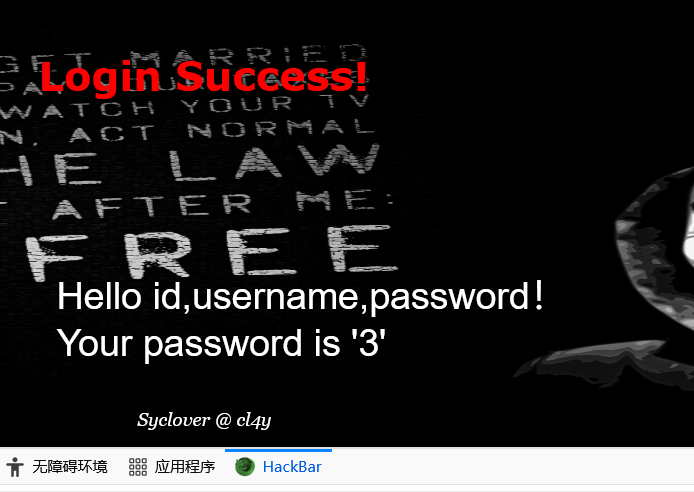 GET MARRIED
Login Success!
WATCH YOUR TV
N, ACT NORMAL
HE LAW
AFTER ME:
FREE
Hello id,username,password！
Your password is '3'
Syclover @ cl4y
无障碍环境 应用程序 HackBar